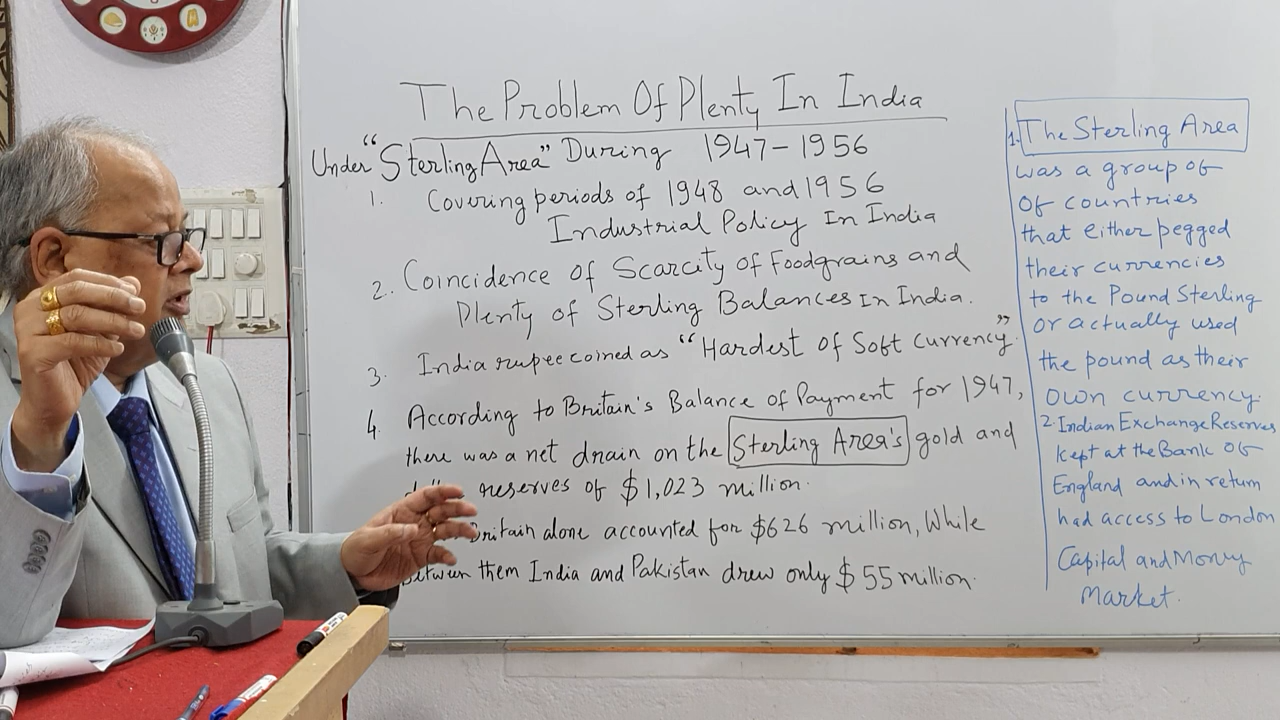 The Problem Of Plenty In India
Under "Sterling Area" During 1947-1956
1. Covering periods of 1948 and 1956
Industrial Policy In India
2. Coincidence of Scarcity of Foodgrains and
Plenty of Sterling Balances In India.
3. India rupee coined as "Hardest of Soft Currency".
4. According to Britain's Balance of Payment for 1947,
there was a net drain on the Sterling Area's gold and
reserves of $1,023 million.
Britain alone accounted for $626 million, While
Between them India and Pakistan drew only $55 million.
1. The Sterling Area
was a group of
of countries
that either pegged
their currencies
to the Pound Sterling
or actually used
the pound as their
own currency.
2. Indian Exchange Reserves
kept at the Bank of
England and in return
had access to London
Capital and Money
Market.